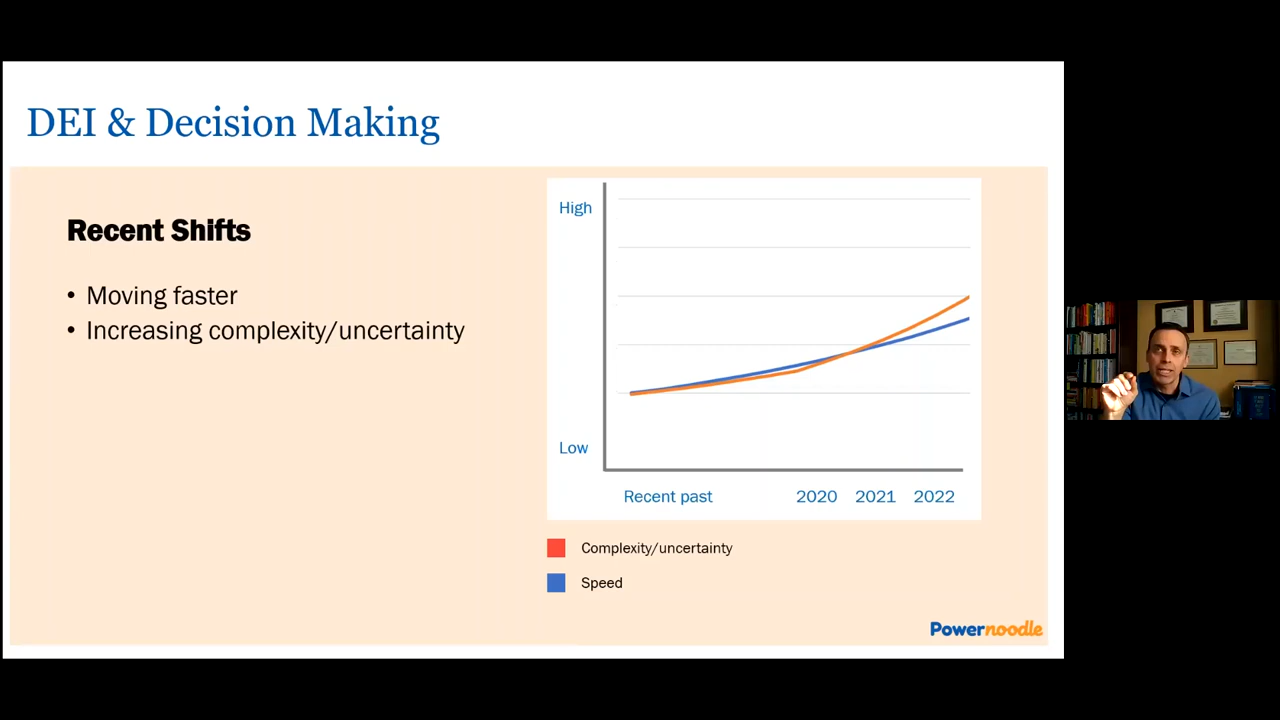 DEI & Decision Making
Recent Shifts
• Moving faster
• Increasing complexity/uncertainty
High
Low
Recent past 2020 2021 2022
Complexity/uncertainty
Speed
Powernoodle